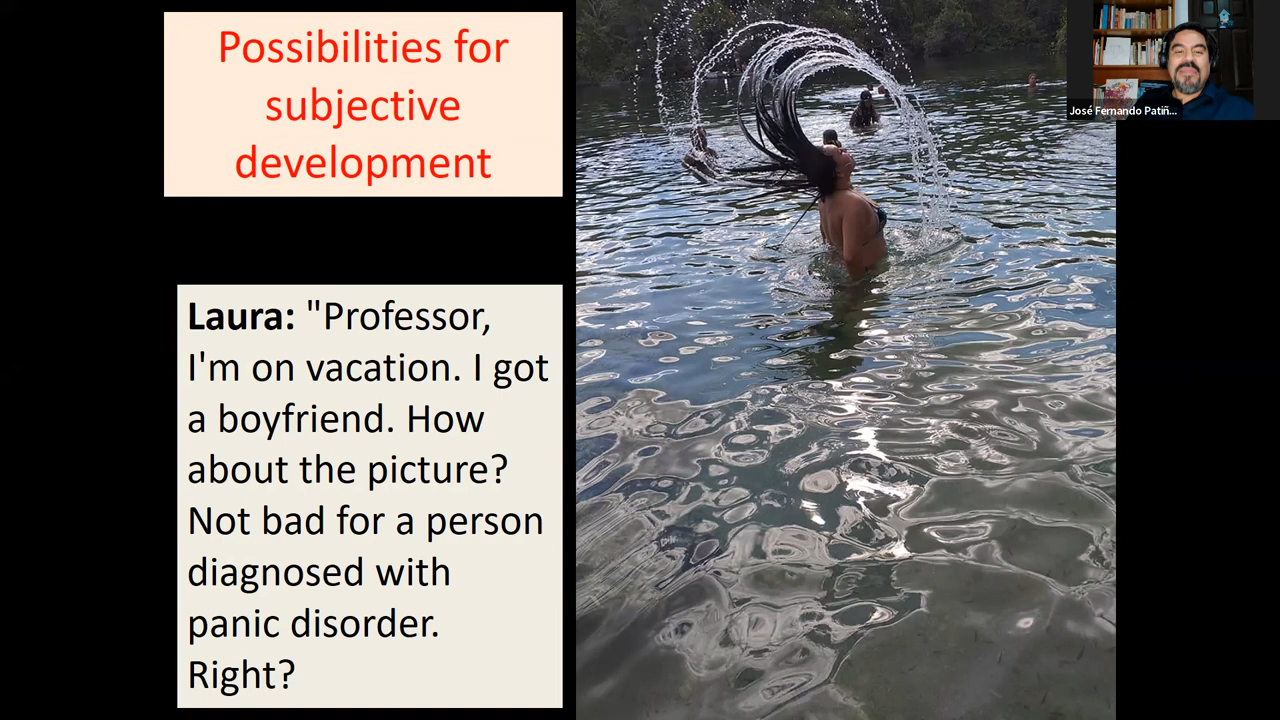 Possibilities for
subjective
development
José Fernando Patiñ...
Laura: "Professor,
I'm on vacation. I got
a boyfriend. How
about the picture?
Not bad for a person
diagnosed with
panic disorder.
Right?